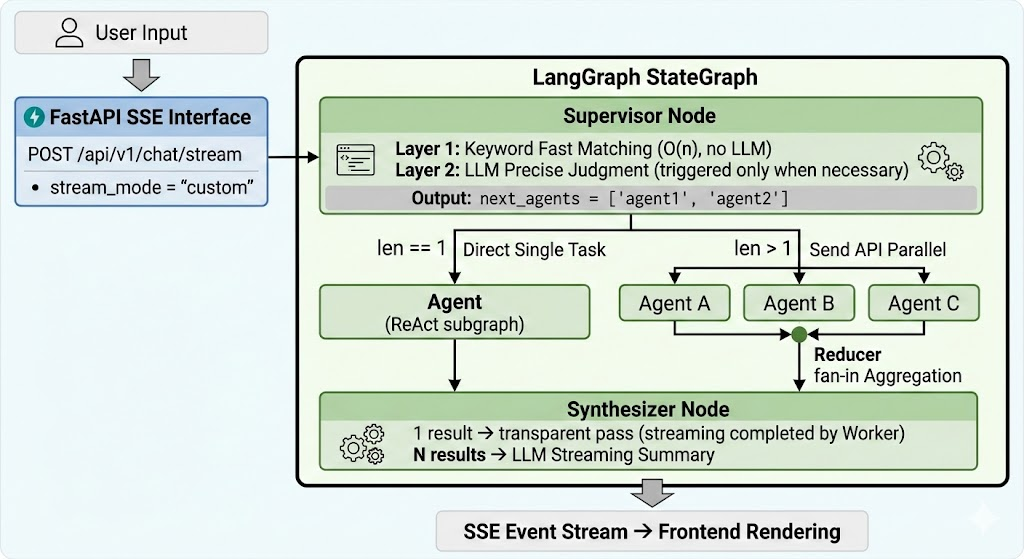 User Input
FastAPI SSE Interface
POST /api/v1/chat/stream
• stream_mode = “custom”
LangGraph StateGraph
Supervisor Node
Layer 1: Keyword Fast Matching (O(n), no LLM)
Layer 2: LLM Precise Judgment (triggered only when necessary)
Output: next_agents = ['agent1', 'agent2']
len == 1 Direct Single Task
len > 1 Send API Parallel
Agent
(ReAct subgraph)
Agent A
Agent B
Agent C
Reducer
fan-in Aggregation
Synthesizer Node
1 result → transparent pass (streaming completed by Worker)
N results → LLM Streaming Summary
SSE Event Stream → Frontend Rendering